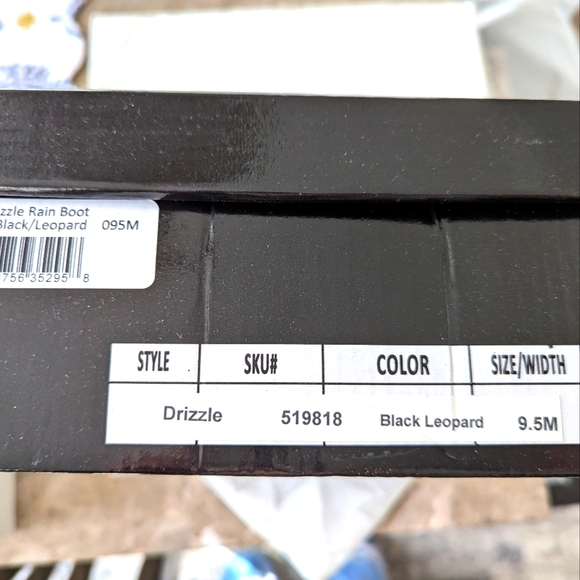 zzle Rain Boot
Black/Leopard 095M
756 35295 8
STYLE SKU# COLOR SIZE/WIDTH
Drizzle 519818 Black Leopard 9.5M